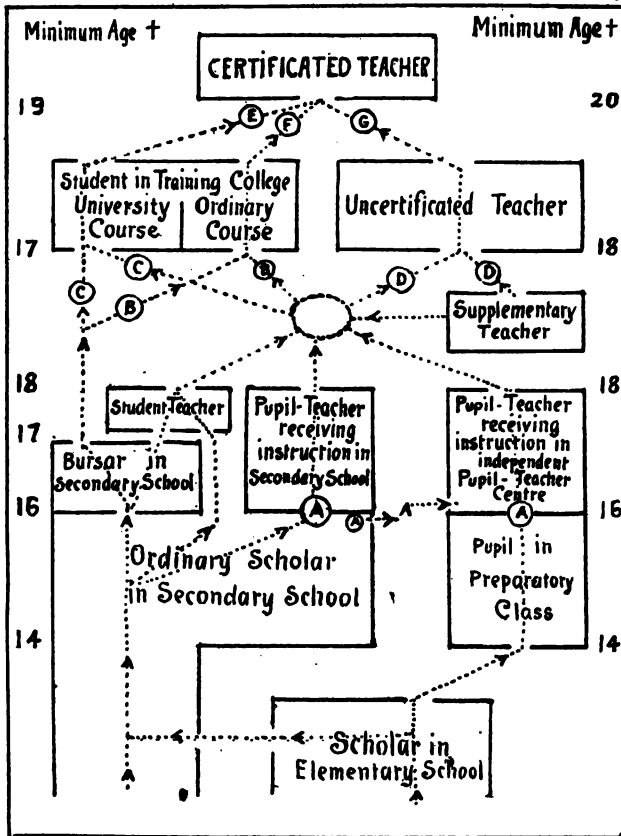 Minimum Age +
Minimum Age +
CERTIFICATED TEACHER
19
20
E
F
G
Student in Training College
University Course
Ordinary Course
Uncertificated Teacher
17
18
C
B
C
B
D
D
Supplementary
Teacher
18
18
Student Teacher
Pupil-Teacher
receiving
instruction in
Secondary School
Pupil-Teacher
receiving
instruction in
independent
Pupil-Teacher
Centre
17
Bursar in
Secondary School
16
A
A
A
A
16
Ordinary Scholar
in Secondary School
Pupil in
Preparatory
Class
14
14
Scholar in
Elementary School